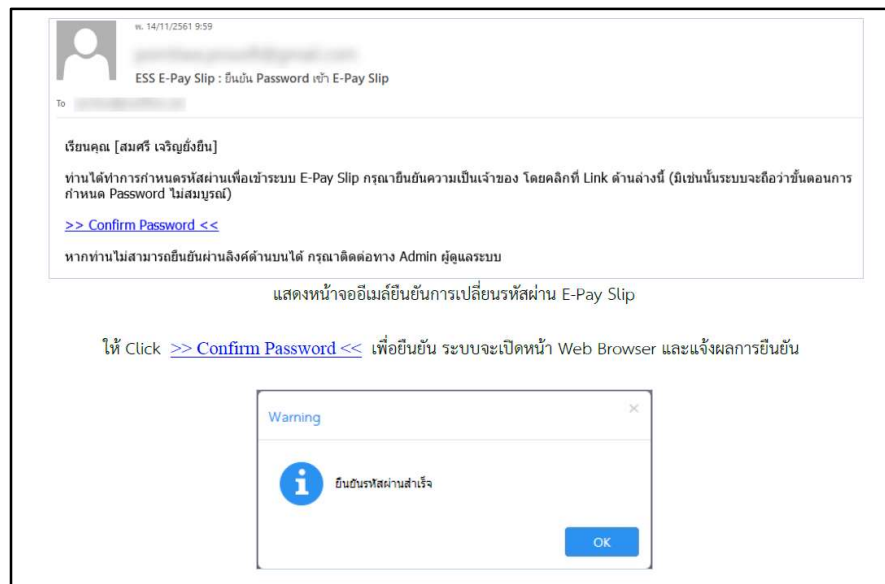 พ. 14/11/2561 9:59
ESS E-Pay Slip : ยืนยัน Password เข้า E-Pay Slip
To
เรียนคุณ [สมศรี เจริญยั่งยืน]
ท่านได้ทำการกำหนดรหัสผ่านเพื่อเข้าระบบ E-Pay Slip กรุณายืนยันความเป็นเจ้าของ โดยคลิกที่ Link ด้านล่างนี้ (มิเช่นนั้นระบบจะถือว่าขั้นตอนการ
กำหนด Password ไม่สมบูรณ์)
>> Confirm Password <<
หากท่านไม่สามารถยืนยันผ่านลิงค์ด้านบนได้ กรุณาติดต่อทาง Admin ผู้ดูแลระบบ
แสดงหน้าจออีเมล์ยืนยันการเปลี่ยนรหัสผ่าน E-Pay Slip
ให้ Click >> Confirm Password << เพื่อยืนยัน ระบบจะเปิดหน้า Web Browser และแจ้งผลการยืนยัน
Warning
ยืนยันรหัสผ่านสำเร็จ
OK